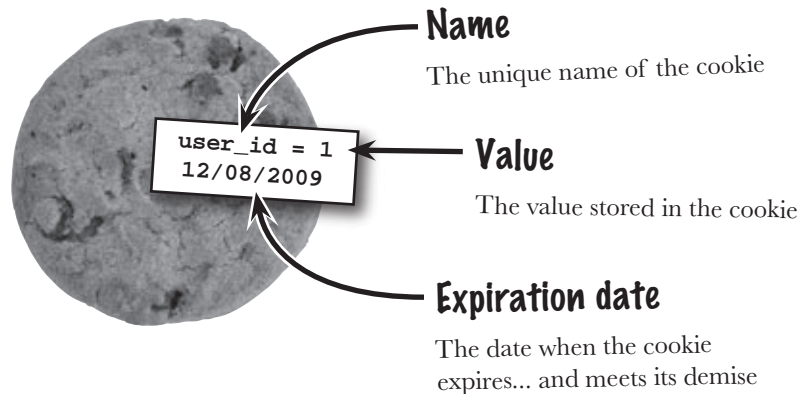 Name
The unique name of the cookie
user_id = 1
12/08/2009
Value
The value stored in the cookie
Expiration date
The date when the cookie
expires... and meets its demise